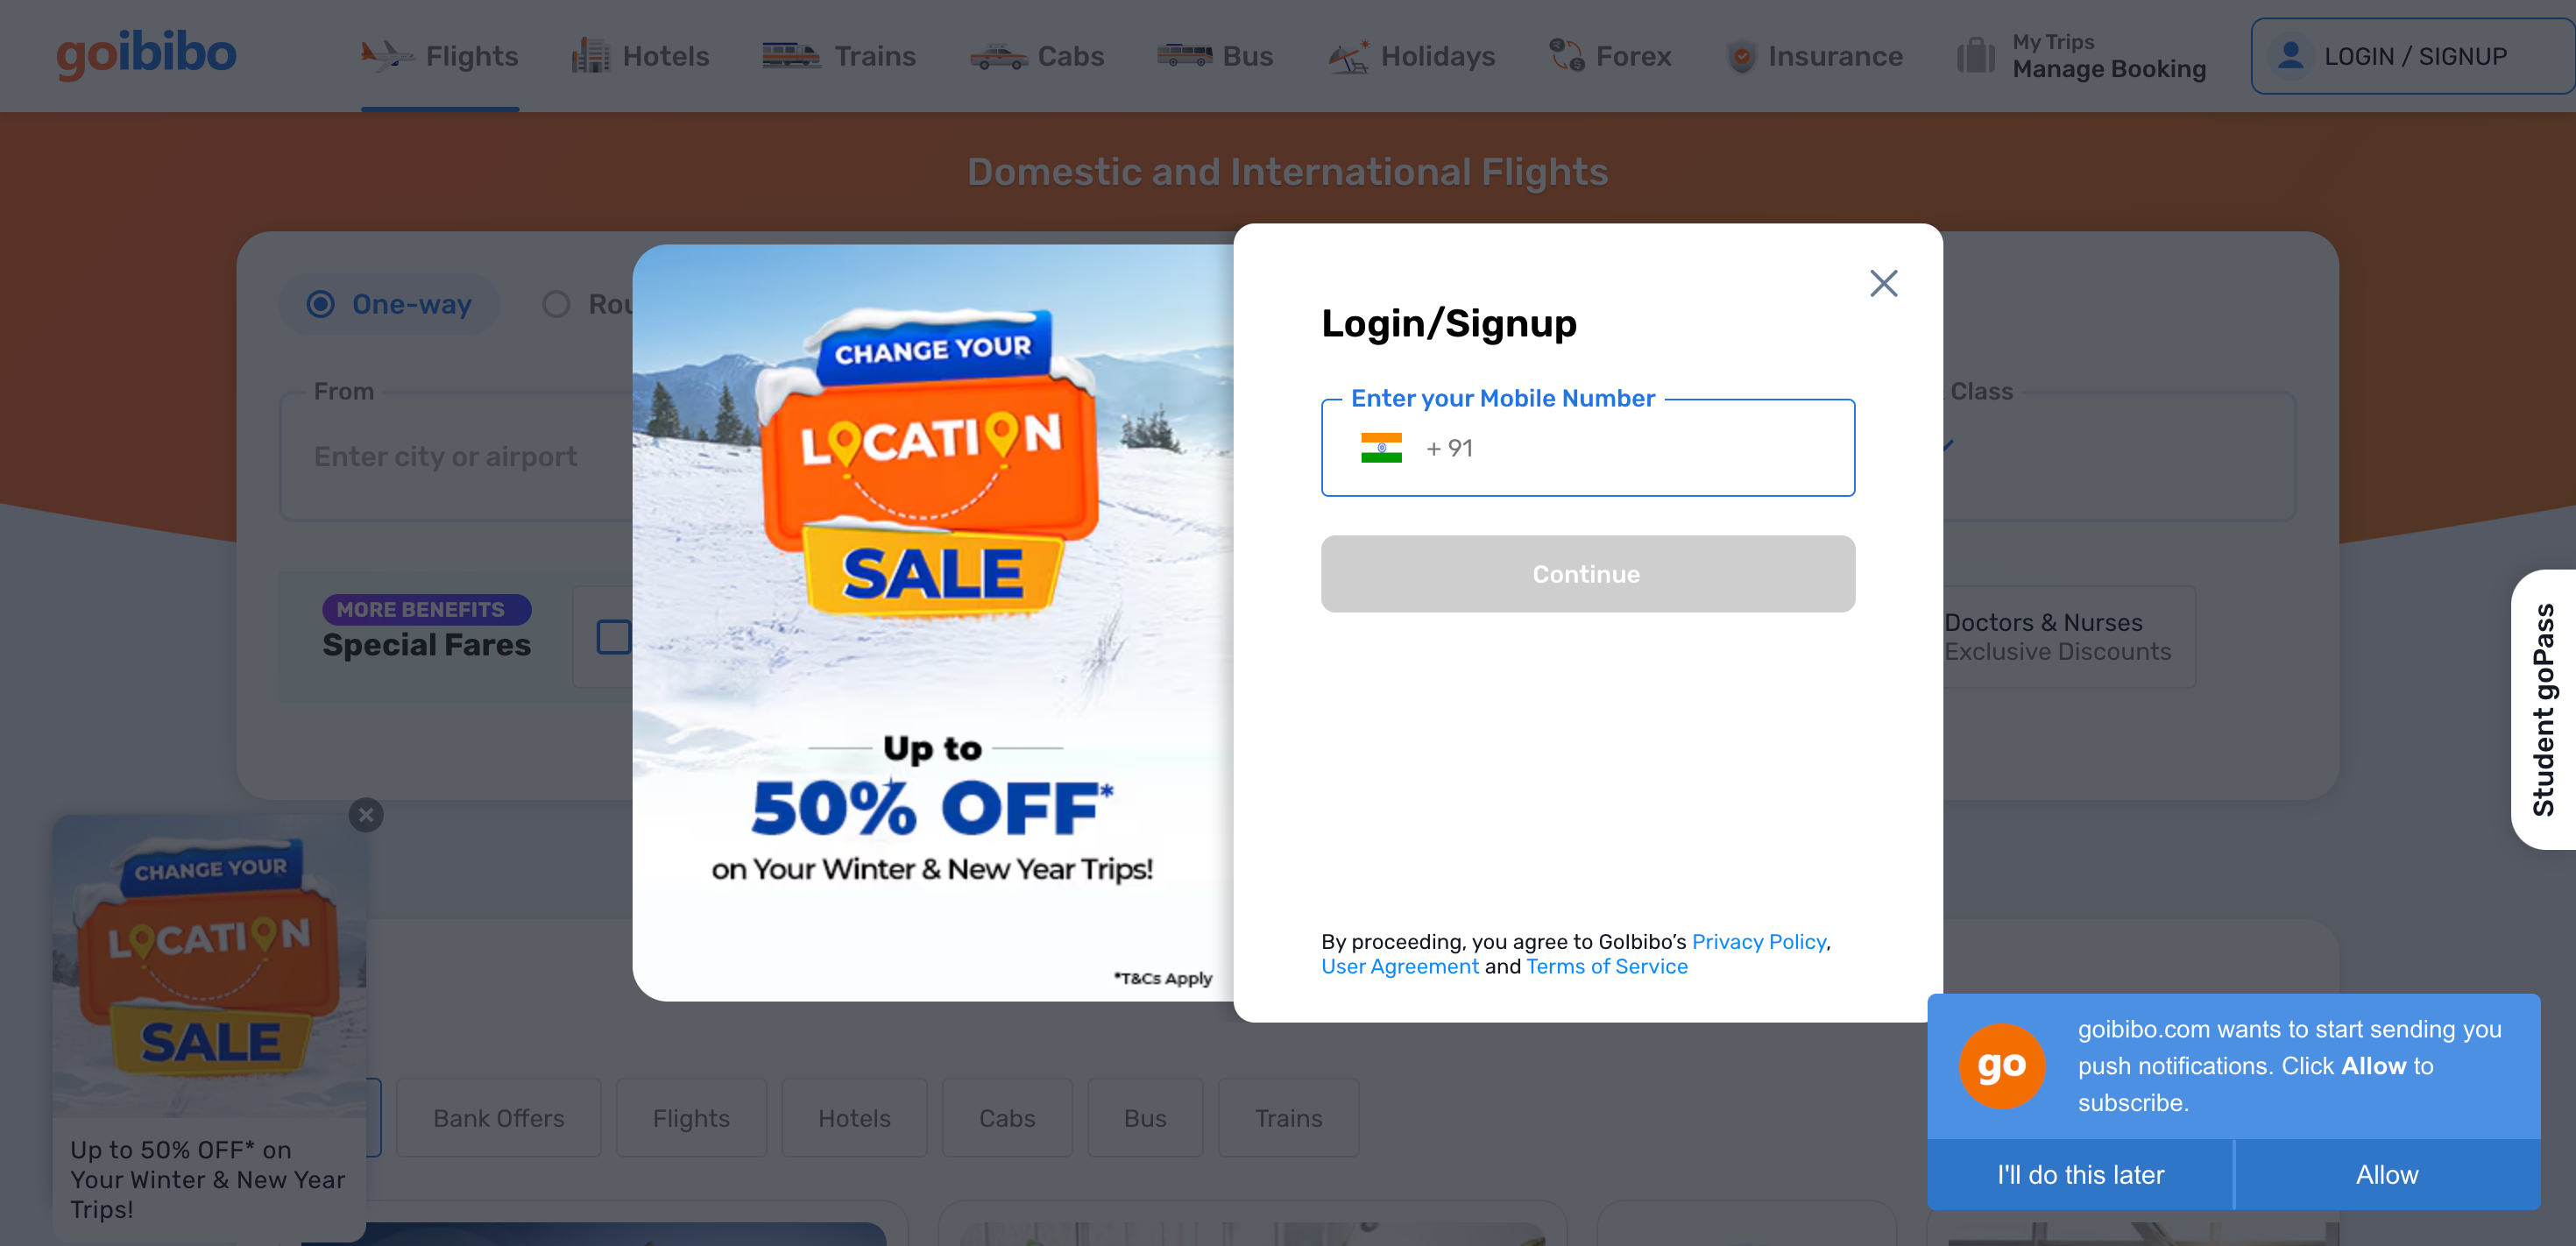 goibibo
Flights
Hotels
Trains
Cabs
Bus
Holidays
Forex
Insurance
My Trips
Manage Booking
LOGIN / SIGNUP
Domestic and International Flights
One-way
From
Enter city or airport
MORE BENEFITS
Special Fares
CHANGE YOUR
LOCATION
SALE
Up to
50% OFF*
on Your Winter & New Year Trips!
*T&Cs Apply
Login/Signup
Enter your Mobile Number
+ 91
Continue
By proceeding, you agree to GoIbibo's Privacy Policy,
User Agreement and Terms of Service
Class
Doctors & Nurses
Exclusive Discounts
Student goPass
CHANGE YOUR
LOCATION
SALE
Up to 50% OFF* on
Your Winter & New Year
Trips!
Bank Offers
Flights
Hotels
Cabs
Bus
Trains
go
goibibo.com wants to start sending you
push notifications. Click Allow to
subscribe.
I'll do this later
Allow